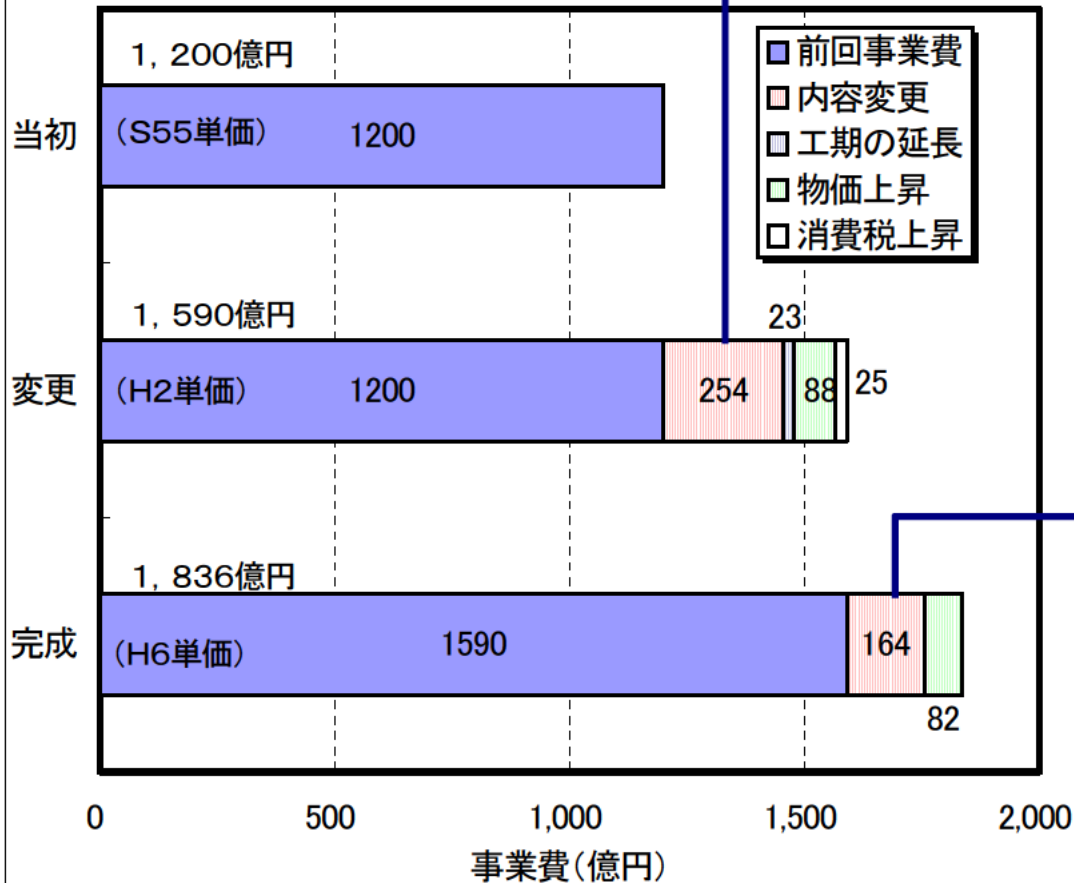 1，200億円
前回事業費
内容変更
工期の延長
物価上昇
消費税上昇
当初
（S55単価）
1200
1，590億円
23
変更
（H2単価）
1200
254
88
25
1，836億円
完成
（H6単価）
1590
164
82
0
500
1,000
1,500
2,000
事業費（億円）